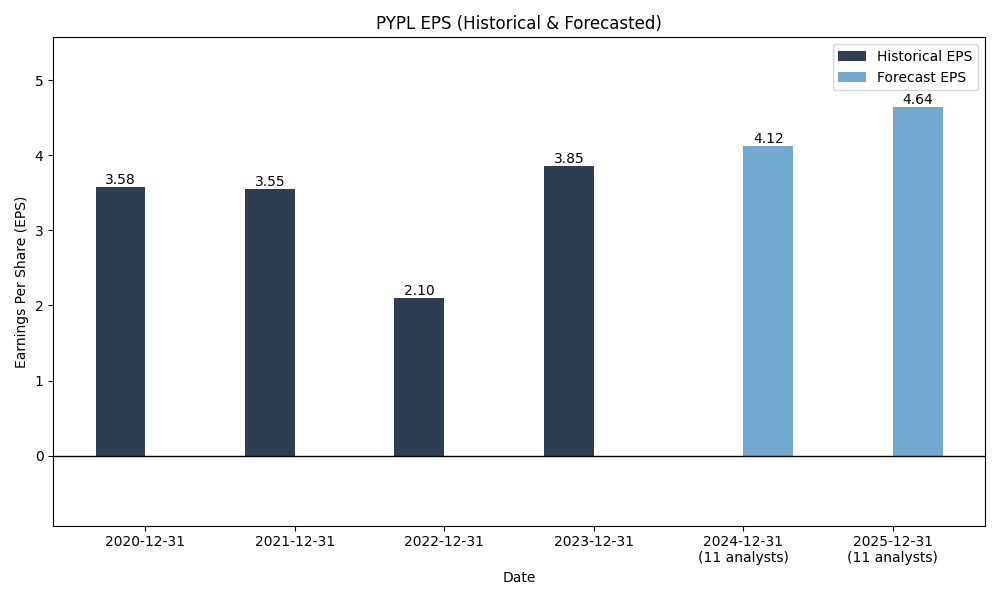 PYPL EPS (Historical & Forecasted)
Historical EPS
Forecast EPS
Earnings Per Share (EPS)
5
4
3
2
1
0
3.58
3.55
2.10
3.85
4.12
4.64
2020-12-31
2021-12-31
2022-12-31
2023-12-31
2024-12-31
(11 analysts)
2025-12-31
(11 analysts)
Date